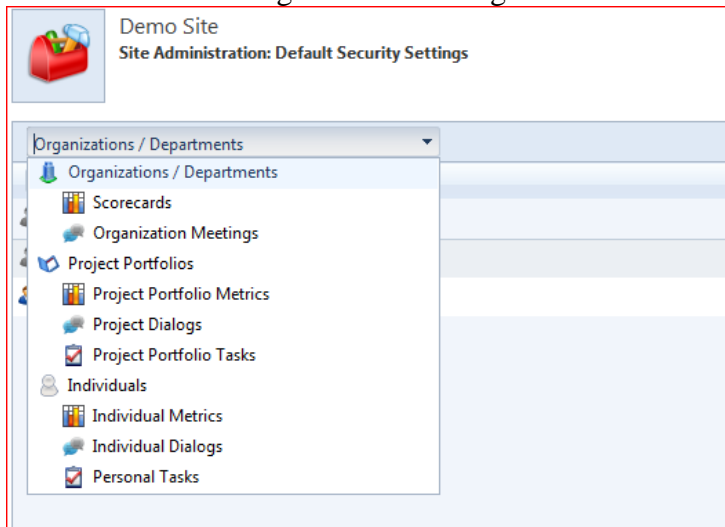 Demo Site
Site Administration: Default Security Settings
Organizations / Departments
Organizations / Departments
Scorecards
Organization Meetings
Project Portfolios
Project Portfolio Metrics
Project Dialogs
Project Portfolio Tasks
Individuals
Individual Metrics
Individual Dialogs
Personal Tasks